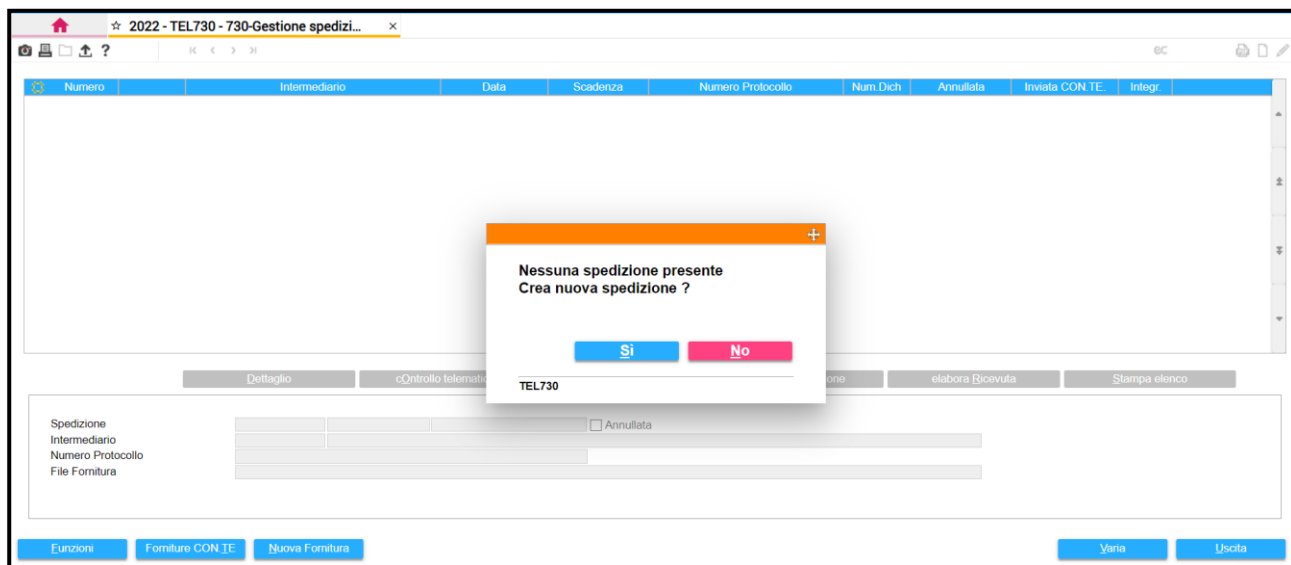 ☆ 2022 - TEL730 - 730-Gestione spedizi... ×
?
ec
Numero Intermediario Data Scadenza Numero Protocollo Num.Dich Annullata Inviata CON.TE. Integr.
Nessuna spedizione presente
Crea nuova spedizione ?
Sì No
TEL730
Dettaglio cOntrollo telematic one elabora Ricevuta Stampa elenco
Spedizione Annullata
Intermediario
Numero Protocollo
File Fornitura
Funzioni Forniture CON.TE Nuova Fornitura Varia Uscita